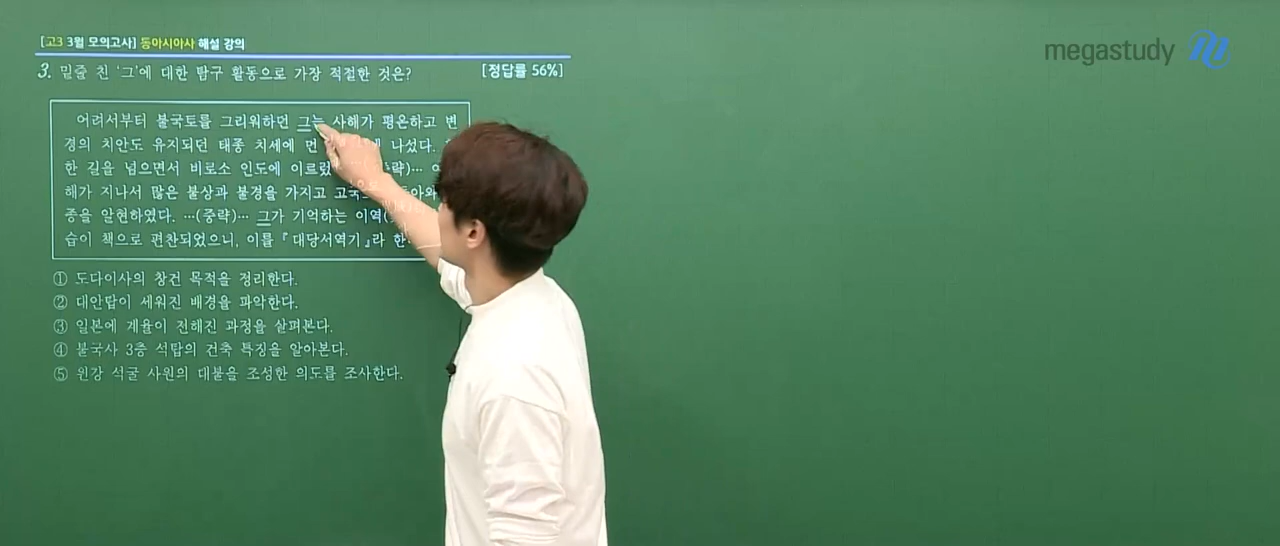 [고3 3월 모의고사] 동아시아사 해설 강의
megastudy
3. 밑줄 친 '그'에 대한 탐구 활동으로 가장 적절한 것은?
[정답률 56%]
어려서부터 불국토를 그리워하던 그는 사해가 평온하고 변
경의 치안도 유지되던 태종 치세에 먼 나섰다.
한 길을 넘으면서 비로소 인도에 이르렀
해가 지나서 많은 불상과 불경을 가지고 고국으로 돌아와
종을 알현하였다. …(중략)… 그가 기억하는 이역
습이 책으로 편찬되었으니, 이를 『대당서역기』라 한
① 도다이사의 창건 목적을 정리한다.
② 대안탑이 세워진 배경을 파악한다.
③ 일본에 계율이 전해진 과정을 살펴본다.
④ 불국사 3층 석탑의 건축 특징을 알아본다.
⑤ 윈강 석굴 사원의 대불을 조성한 의도를 조사한다.